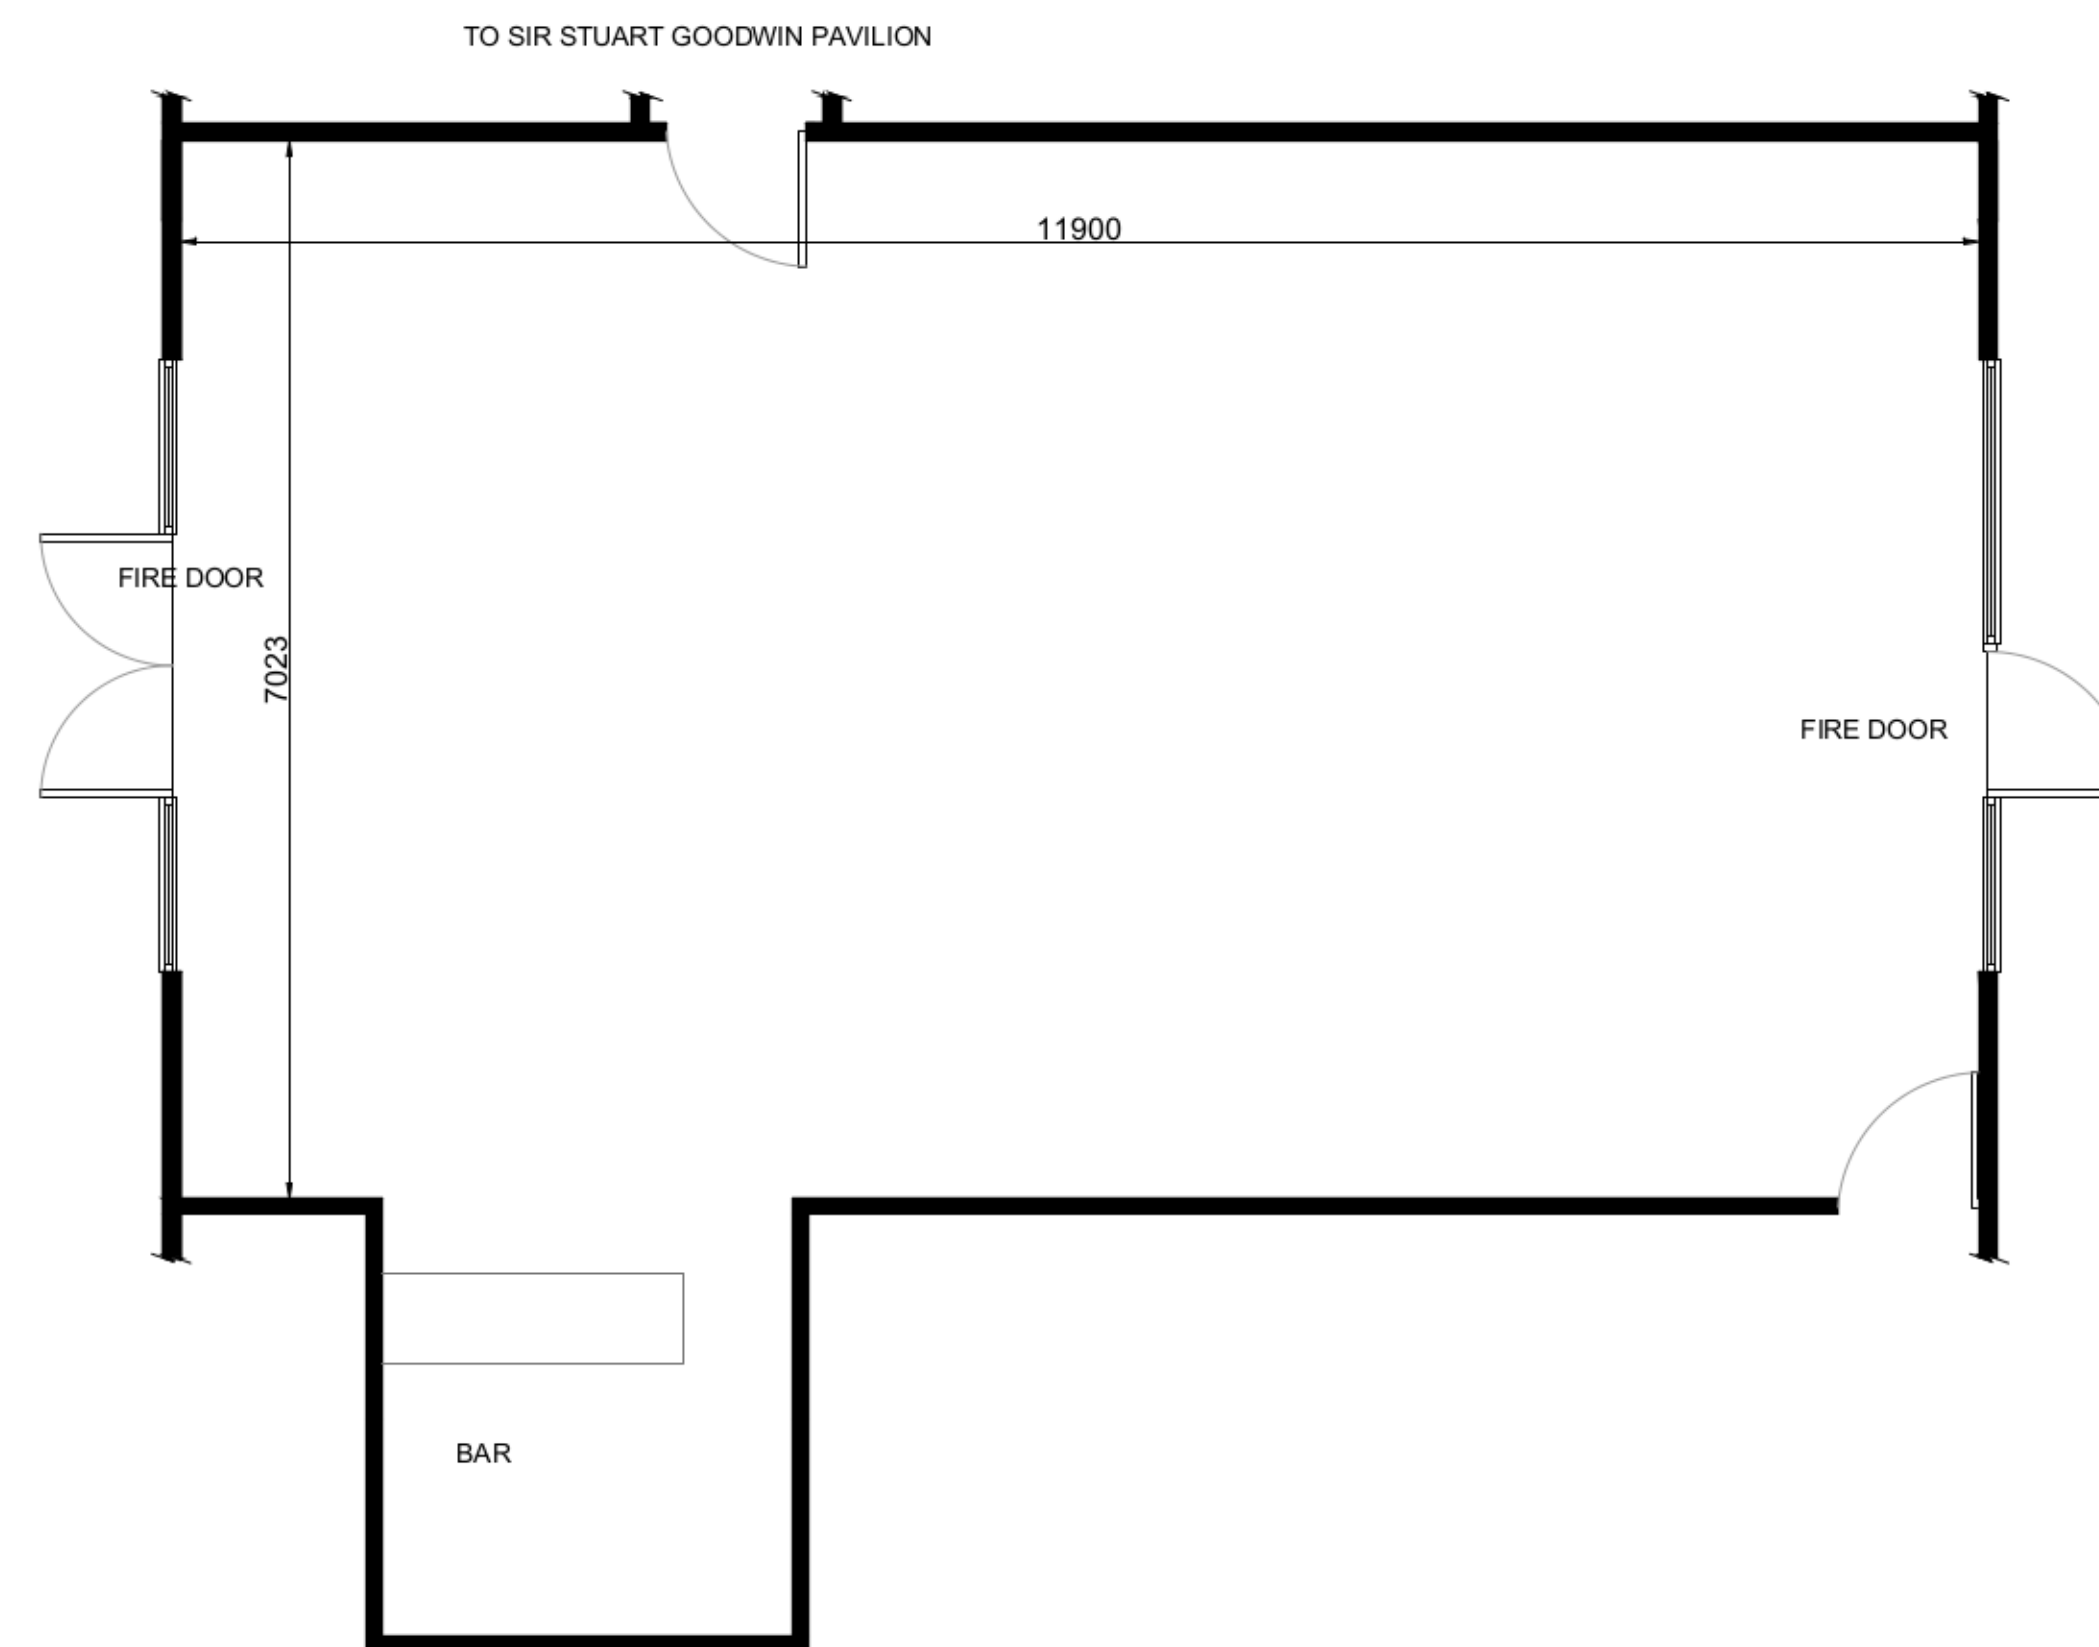 TO SIR STUART GOODWIN PAVILION
11900
FIRE DOOR
7023
FIRE DOOR
BAR